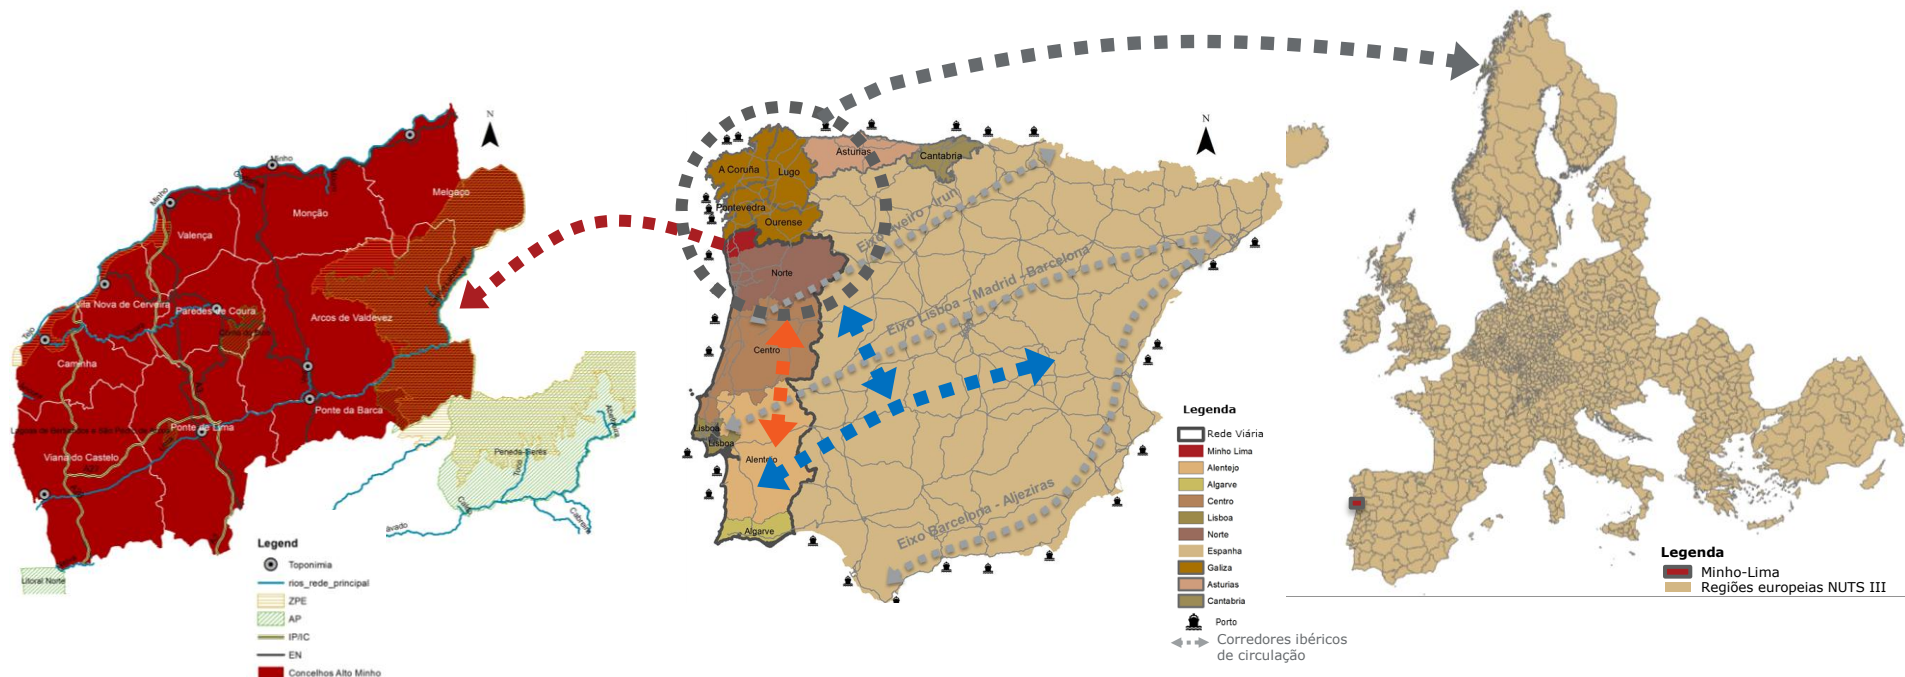 N
Minho
Minho
Melgaço
Monção
Valença
Vila Nova de Cerveira
Paredes de Coura
Arcos de Valdevez
Tejo
Caminha
Ponte da Barca
Ponte de Lima
Viana do Castelo
Peneda-Gerês
Cabreira
Litoral Norte
Legend
Toponimia
rios_rede_principal
ZPE
AP
IP/IC
EN
Concelhos Alto Minho
N
A Coruña
Lugo
Pontevedra
Ourense
Asturias
Cantabria
Norte
Centro
Lisboa
Lisboa
Alentejo
Algarve
Eixo Aveiro - Irun
Eixo Lisboa – Madrid - Barcelona
Eixo Barcelona - Aljeziras
Legenda
Rede Viária
Minho Lima
Alentejo
Algarve
Centro
Lisboa
Norte
Espanha
Galiza
Asturias
Cantabria
Porto
Corredores ibéricos
de circulação
Legenda
Minho-Lima
Regiões europeias NUTS III